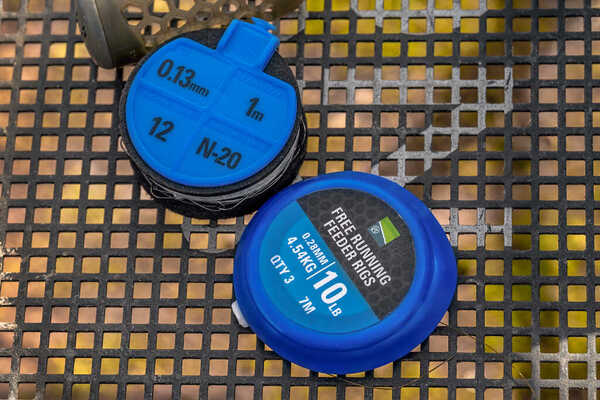 0.13mm
1m
12
N-20
FREE RUNNING
FEEDER RIGS
0.28MM
4.54KG
QTY 3
10LB
7M